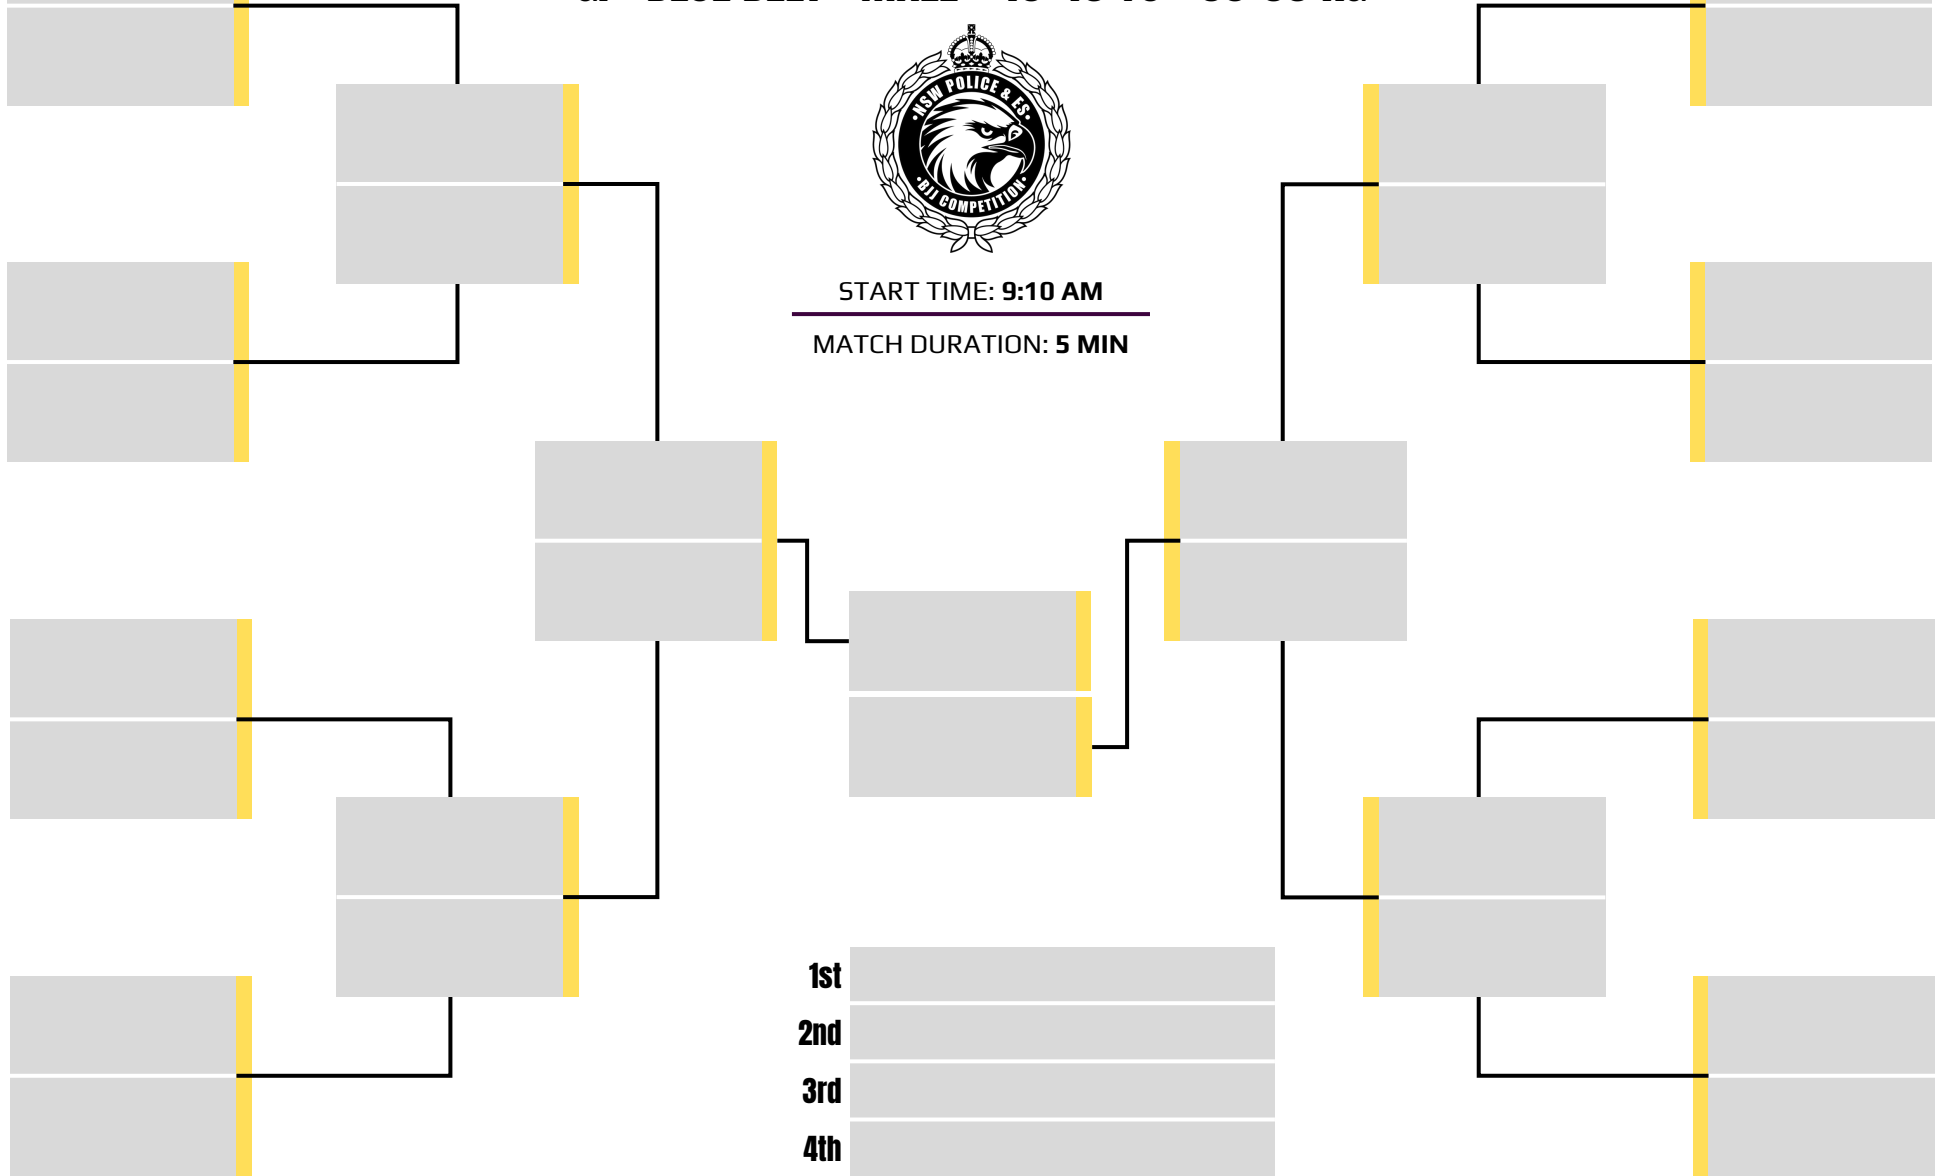 NSW POLICE & ES
BJJ COMPETITION
START TIME: 9:10 AM
MATCH DURATION: 5 MIN
1st
2nd
3rd
4th